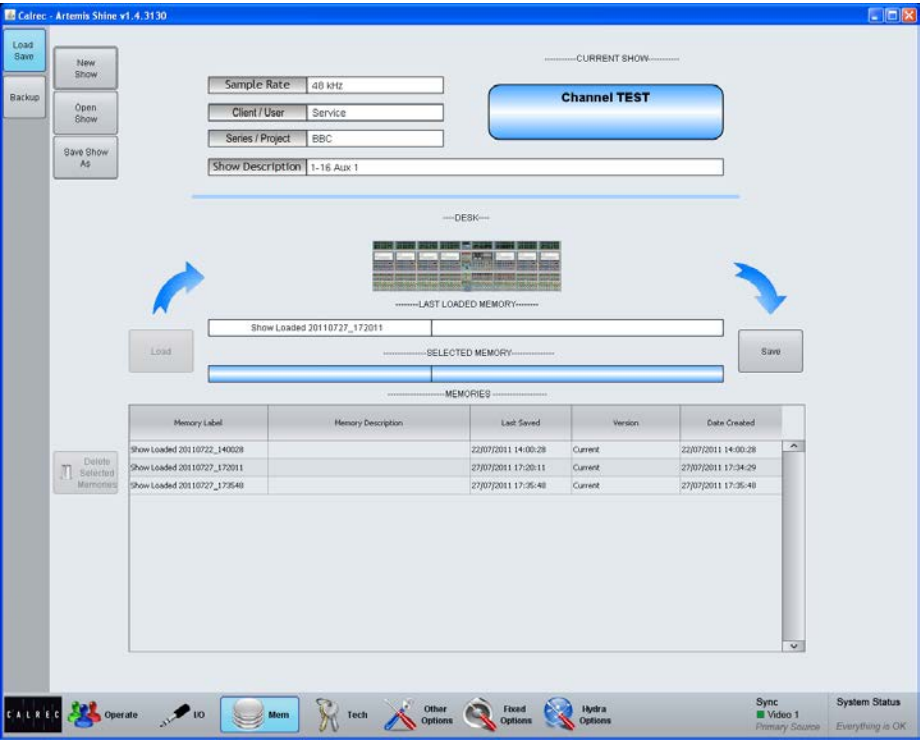 Calrec - Artemis Shine v1.4.3130
Load
Save
Backup
New
Show
Open
Show
Save Show
As
-----------CURRENT SHOW-----------
Channel TEST
Sample Rate 48 kHz
Client / User Service
Series / Project BBC
Show Description 1-16 Aux 1
----DESK----
--------LAST LOADED MEMORY--------
Show Loaded 20110727_172011
Load
Save
---------------SELECTED MEMORY---------------
--------------------MEMORIES --------------------
Memory Label Memory Description Last Saved Version Date Created
Show Loaded 20110722_140028 22/07/2011 14:00:28 Current 22/07/2011 14:00:28
Show Loaded 20110727_172011 27/07/2011 17:20:11 Current 27/07/2011 17:34:29
Show Loaded 20110727_173548 27/07/2011 17:35:48 Current 27/07/2011 17:35:48
Delete
Selected
Memories
CALREC
Operate
I/O
Mem
Tech
Other
Options
Fixed
Options
Hydra
Options
Sync
Video 1
Primary Source
System Status
Everything is OK